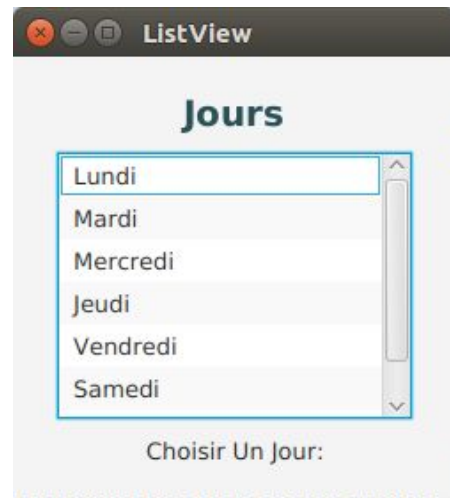 ListView
Jours
Lundi
Mardi
Mercredi
Jeudi
Vendredi
Samedi
Choisir Un Jour: